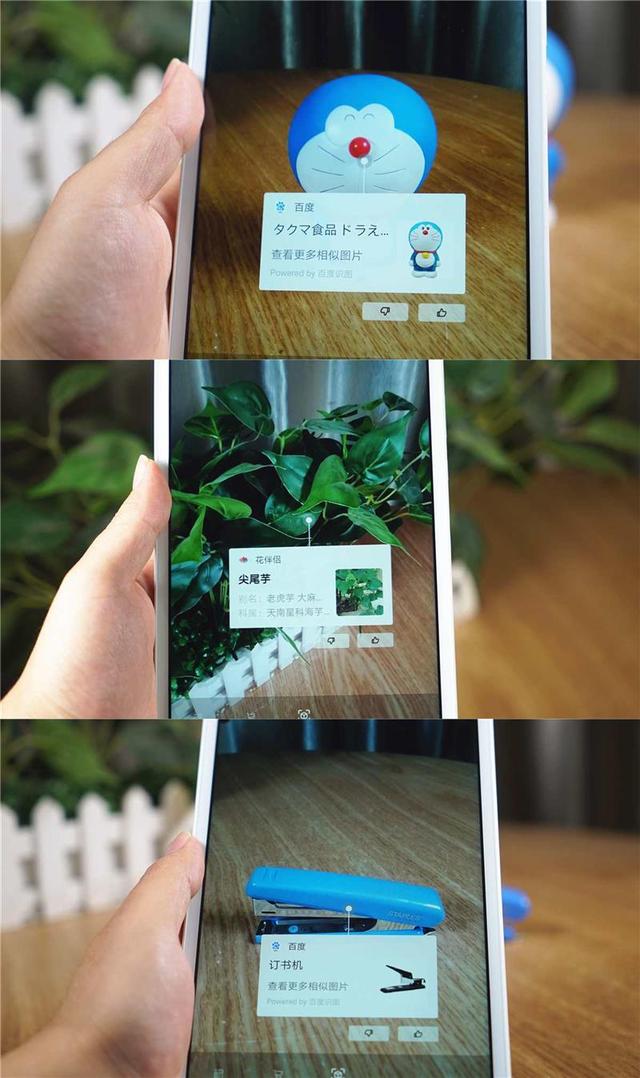 百度
タクマ食品 ドラえ...
查看更多相似图片
Powered by 百度识图
花伴侣
尖尾芋
别名：老虎芋 大麻...
科属：天南星科海芋...
STAPLES
百度
订书机
查看更多相似图片
Powered by 百度识图